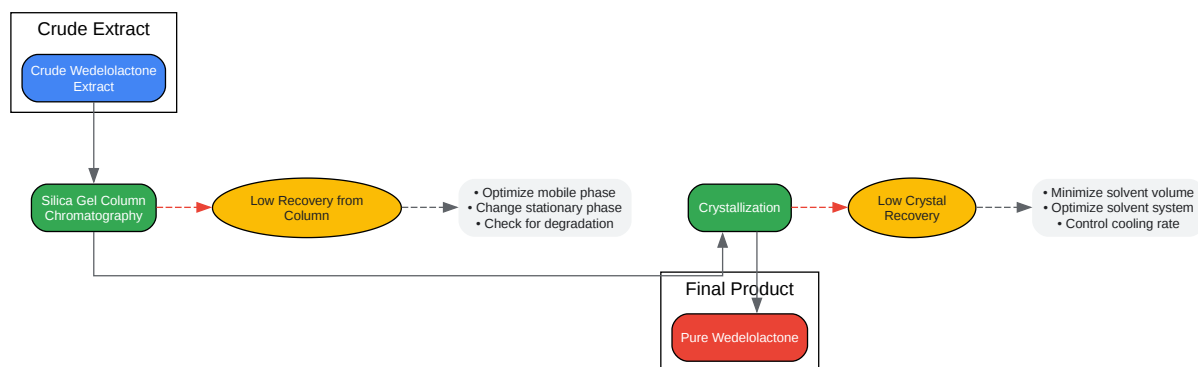 Crude Extract
Crude Wedelolactone
Extract
Silica Gel Column
Chromatography
Low Recovery from
Column
• Optimize mobile phase
• Change stationary phase
• Check for degradation
Crystallization
Low Crystal
Recovery
• Minimize solvent volume
• Optimize solvent system
• Control cooling rate
Final Product
Pure Wedelolactone